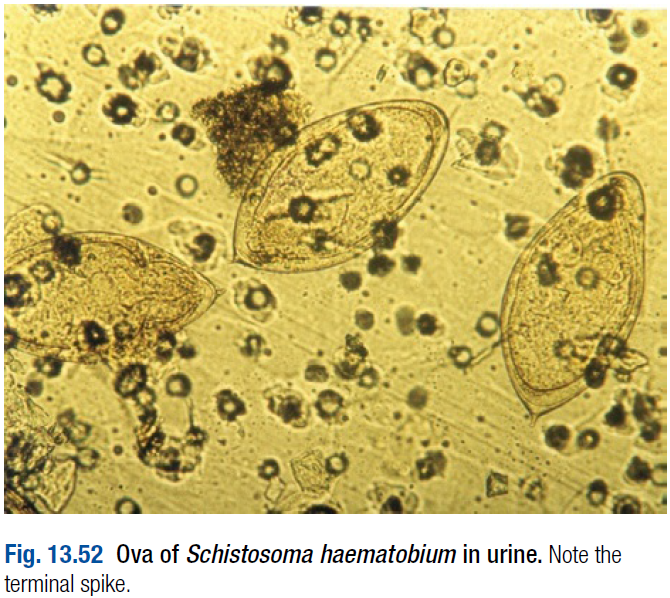 Fig. 13.52 Ova of Schistosoma haematobium in urine. Note the
terminal spike.